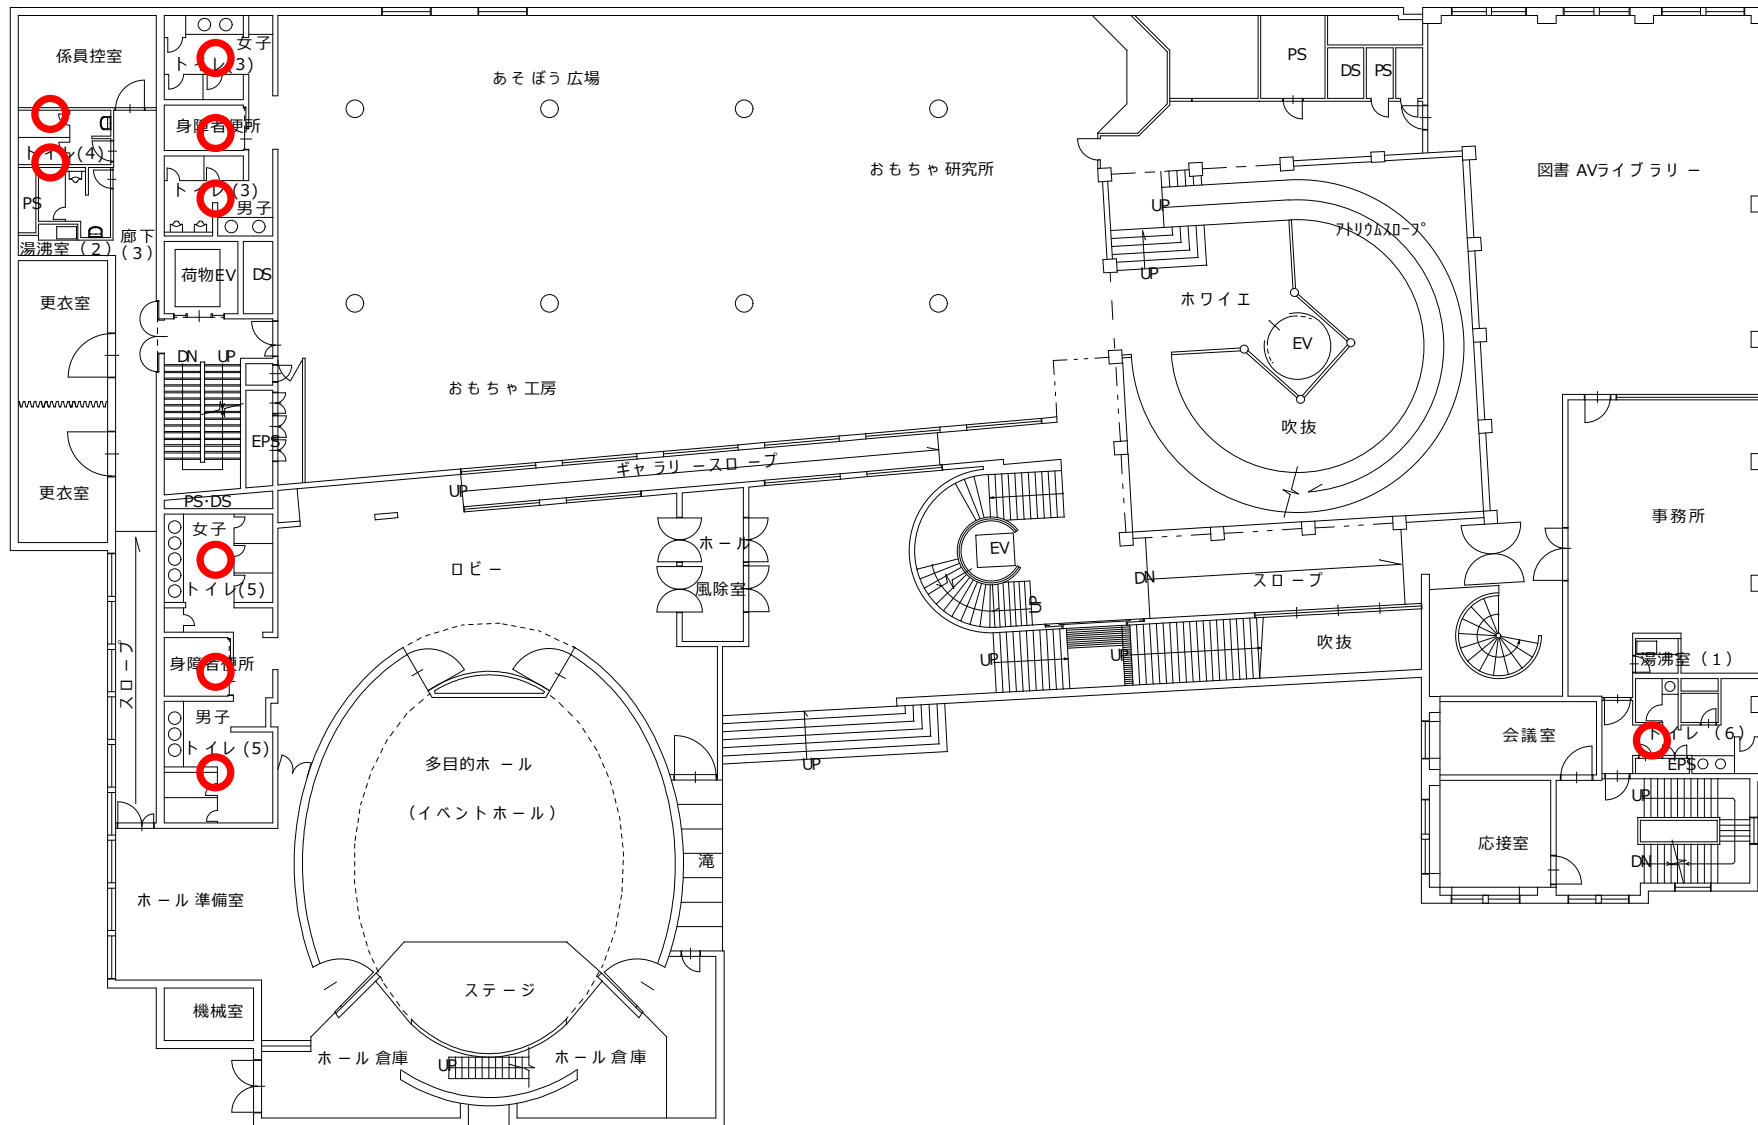 係員控室
女子
トイレ(3)
あそぼう広場
PS
DS
PS
身障者便所
トイレ(4)
おもちゃ研究所
図書 AVライブラリー
トイレ(3)
男子
PS
UP
廊下
(3)
湯沸室(2)
アトリウムスロープ
荷物EV
DS
UP
更衣室
ホワイエ
EV
DN
UP
おもちゃ工房
吹抜
EPS
ギャラリースロープ
更衣室
UP
PS・DS
女子
事務所
ホール
風除室
EV
ロビー
DN
スロープ
トイレ(5)
UP
吹抜
スロープ
身障者便所
UP
UP
湯沸室(1)
男子
トイレ(5)
会議室
トイレ(6)
多目的ホール
UP
EPS
(イベントホール)
UP
応接室
滝
DN
ホール準備室
ステージ
機械室
ホール倉庫
UP
ホール倉庫